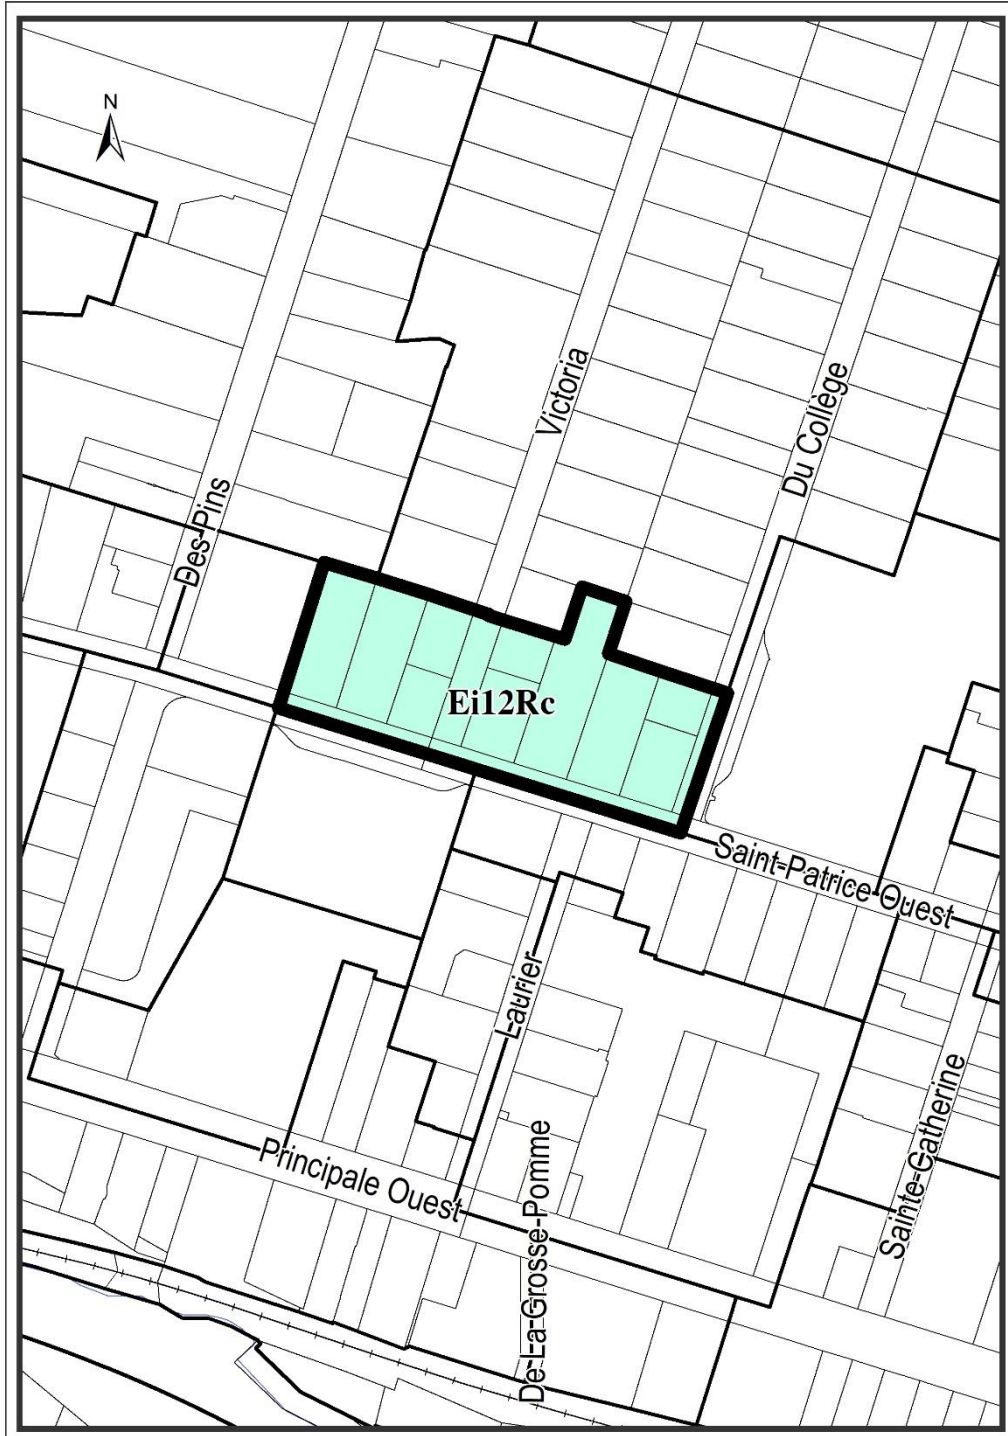 N
Victoria
Du Collège
Des Pins
Ei12Rc
Saint-Patrice Ouest
Laurier
Sainte-Catherine
Principale Ouest
De-La-Grosse-Pomme